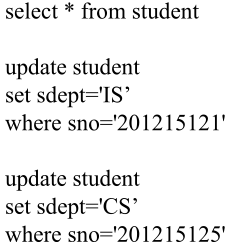 select * from student
update student
set sdept='IS’
where sno='201215121'
update student
set sdept='CS’
where sno='201215125'